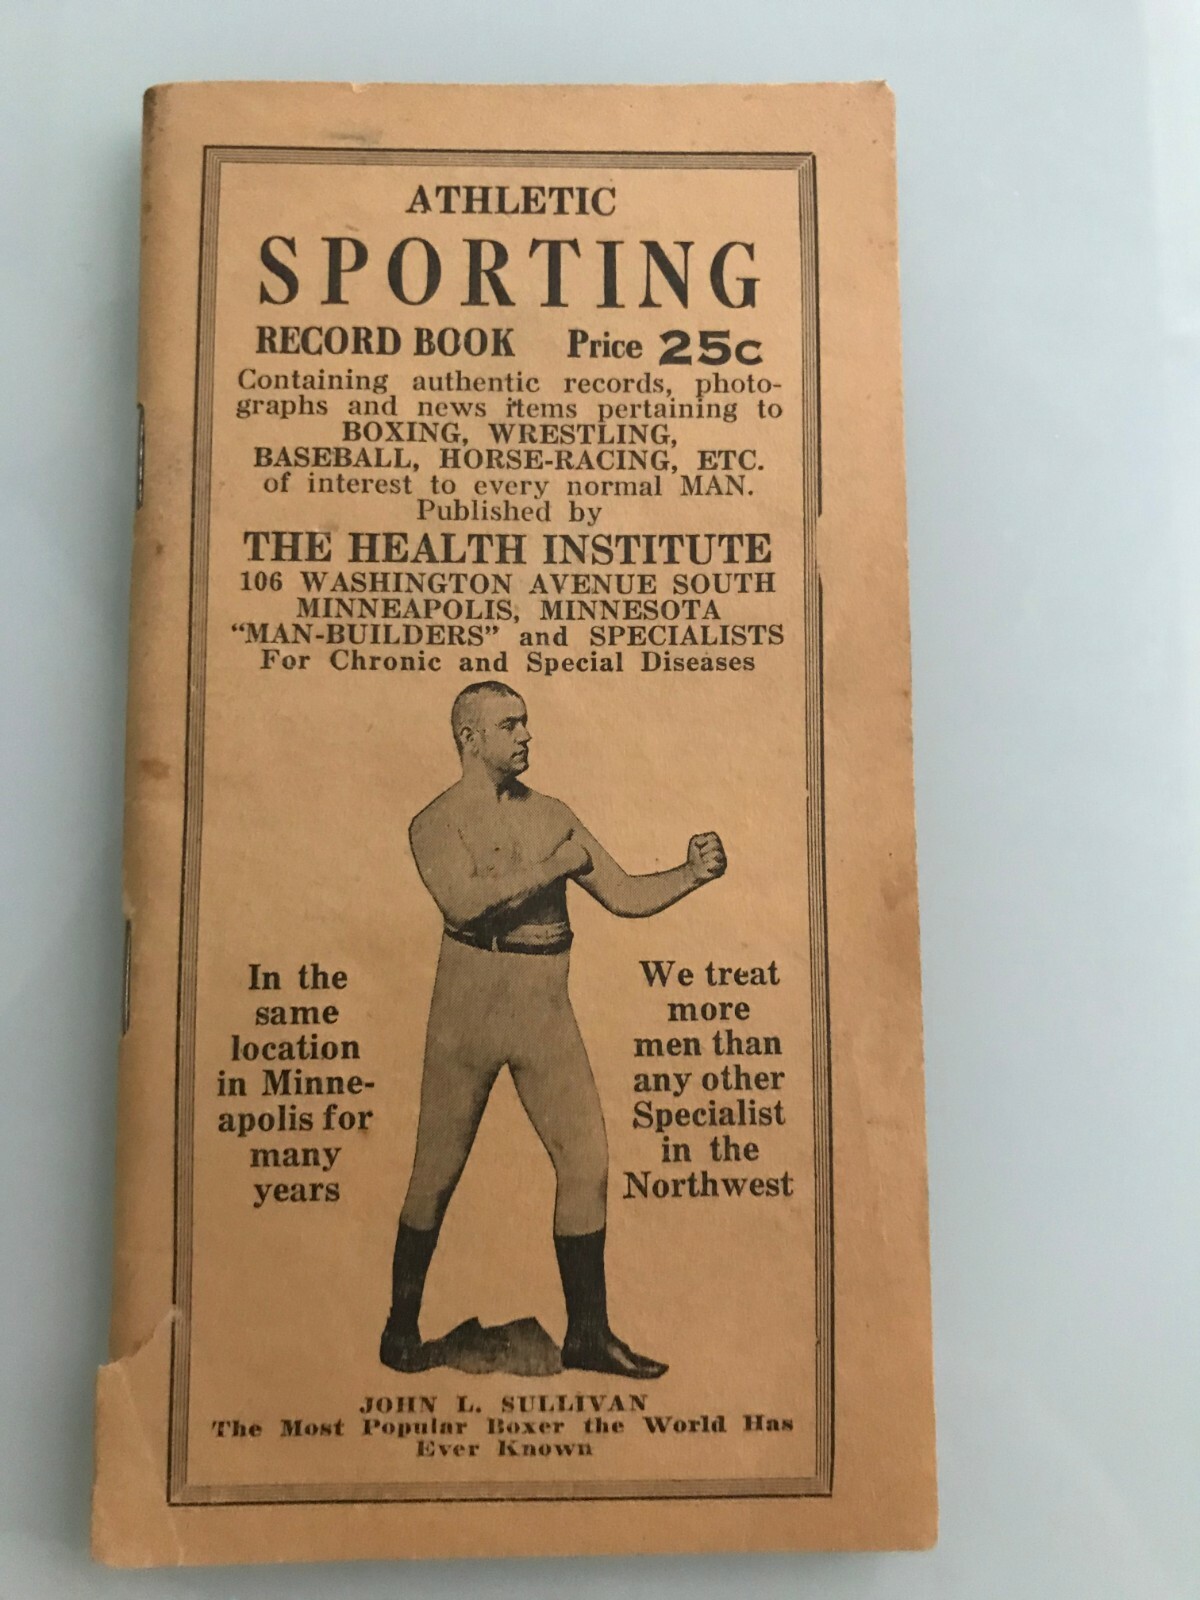 ATHLETIC
SPORTING
RECORD BOOK Price 25c
Containing authentic records, photo-
graphs and news items pertaining to
BOXING, WRESTLING,
BASEBALL, HORSE-RACING, ETC.
of interest to every normal MAN.
Published by
THE HEALTH INSTITUTE
106 WASHINGTON AVENUE SOUTH
MINNEAPOLIS, MINNESOTA
"MAN-BUILDERS" and SPECIALISTS
For Chronic and Special Diseases
In the
same
location
in Minne-
apolis for
many
years
We treat
more
men than
any other
Specialist
in the
Northwest
JOHN L. SULLIVAN
The Most Popular Boxer the World Has
Ever Known